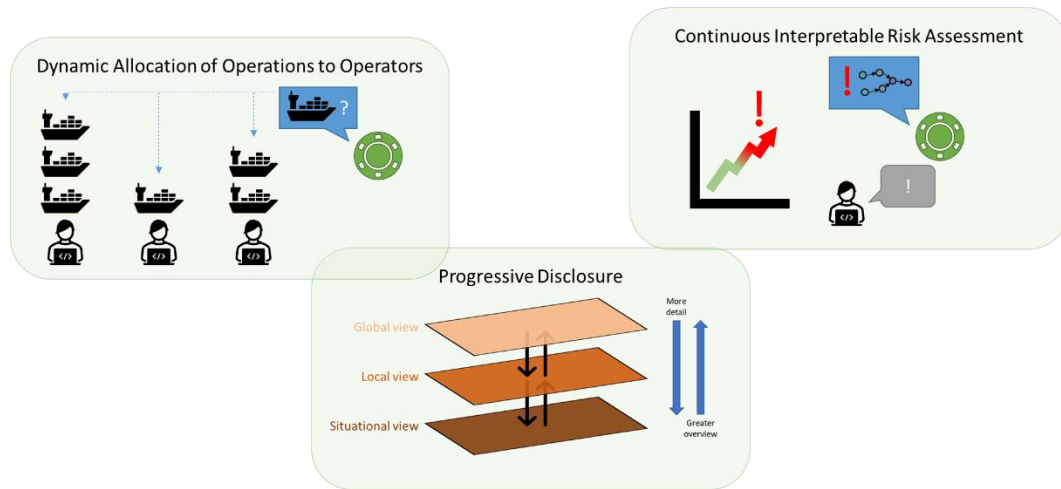 Dynamic Allocation of Operations to Operators
?
</>
</>
</>
Continuous Interpretable Risk Assessment
!
!
!
</>
Progressive Disclosure
Global view
Local view
Situational view
More
detail
Greater
overview